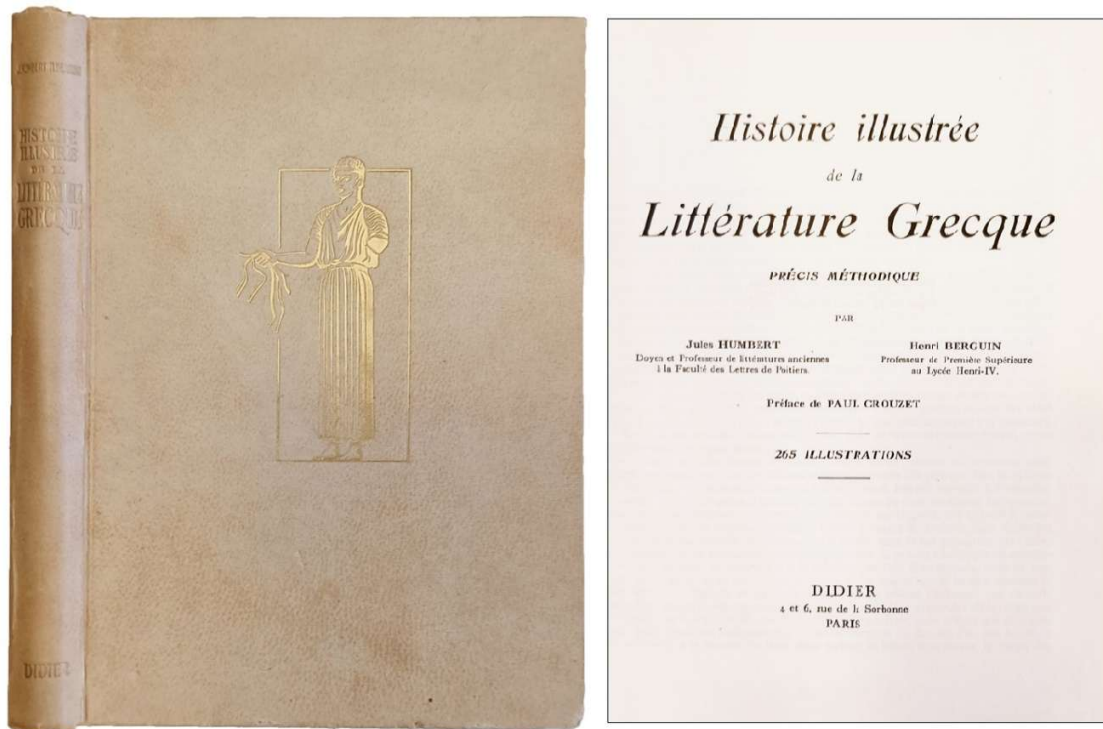 HISTOIRE
ILLUSTRÉE
DE LA
LITTÉRATURE
GRECQUE
DIDIER
Histoire illustrée
de la
Littérature Grecque
PRÉCIS MÉTHODIQUE
PAR
Jules HUMBERT
Doyen et Professeur de littératures anciennes
à la Faculté des Lettres de Poitiers.
Henri BERGUIN
Professeur de Première Supérieure
au Lycée Henri-IV.
Préface de PAUL CROUZET
265 ILLUSTRATIONS
DIDIER
4 et 6, rue de la Sorbonne
PARIS